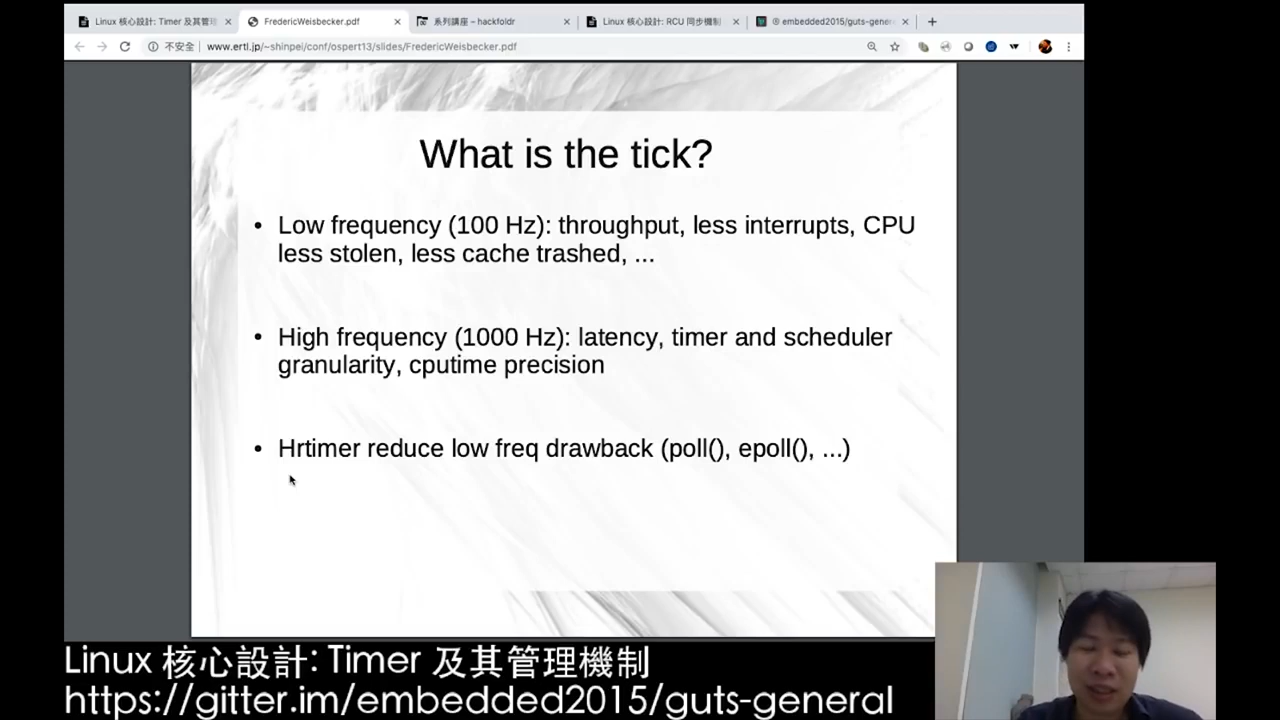 Linux 核心設計: Timer 及其管理
FredericWeisbecker.pdf
系列講座 – hackfoldr
Linux 核心設計: RCU 同步機制
embedded2015/guts-gener
不安全 | www.ertl.jp/~shinpei/conf/ospert13/slides/FredericWeisbecker.pdf
What is the tick?
• Low frequency (100 Hz): throughput, less interrupts, CPU
less stolen, less cache trashed, ...
• High frequency (1000 Hz): latency, timer and scheduler
granularity, cputime precision
• Hrtimer reduce low freq drawback (poll(), epoll(), ...)
Linux 核心設計: Timer 及其管理機制
https://gitter.im/embedded2015/guts-general